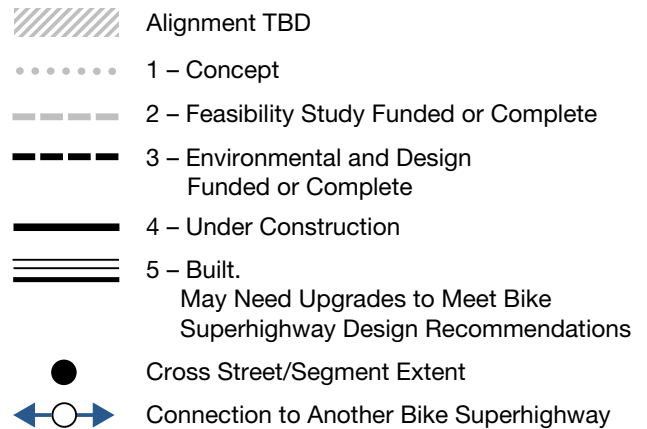 Alignment TBD
1 – Concept
2 – Feasibility Study Funded or Complete
3 – Environmental and Design
Funded or Complete
4 – Under Construction
5 – Built.
May Need Upgrades to Meet Bike
Superhighway Design Recommendations
Cross Street/Segment Extent
Connection to Another Bike Superhighway